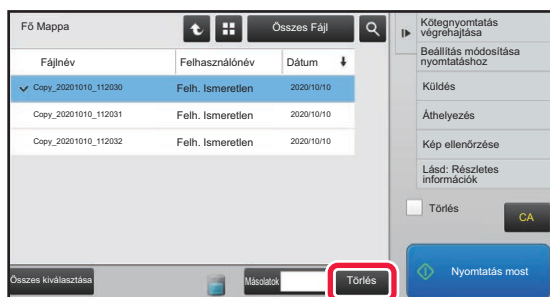 Fő Mappa
Összes Fájl
Fájlnév Felhasználónév Dátum
Copy_20201010_112030 Felh. Ismeretlen 2020/10/10
Copy_20201010_112031 Felh. Ismeretlen 2020/10/10
Copy_20201010_112032 Felh. Ismeretlen 2020/10/10
Összes kiválasztása
Másolatok
Törlés
Kötegnyomtatás
végrehajtása
Beállítás módosítása
nyomtatáshoz
Küldés
Áthelyezés
Kép ellenőrzése
Lásd: Részletes
információk
Törlés
CA
Nyomtatás most